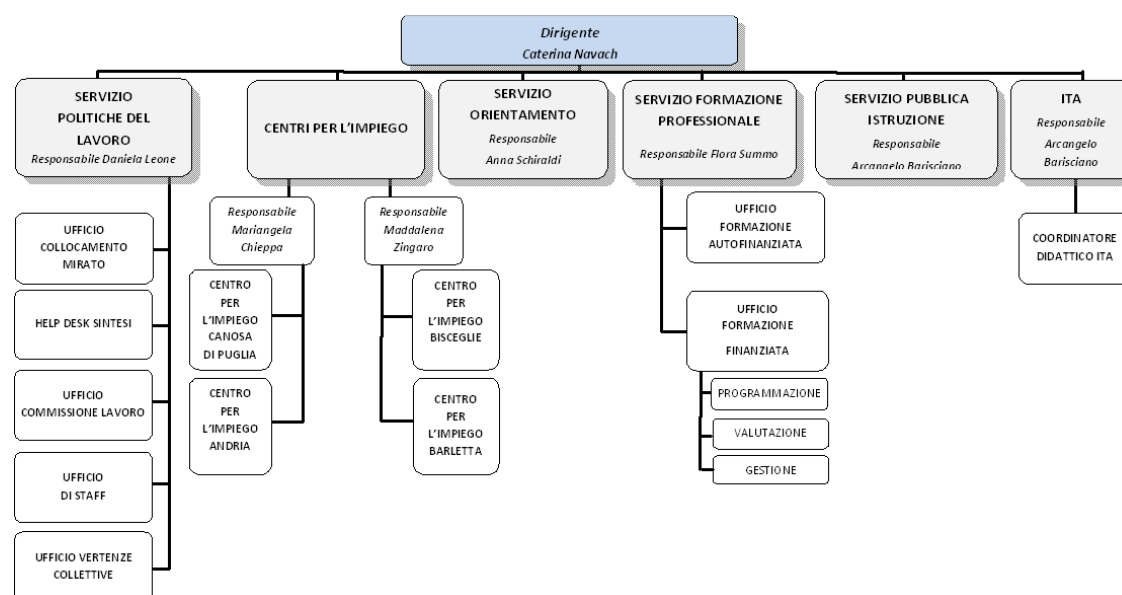 Dirigente
Caterina Navach
SERVIZIO
POLITICHE DEL
LAVORO
Responsabile Daniela Leone
CENTRI PER L’IMPIEGO
SERVIZIO
ORIENTAMENTO
Responsabile
Anna Schiraldi
SERVIZIO FORMAZIONE
PROFESSIONALE
Responsabile Flora Summo
SERVIZIO PUBBLICA
ISTRUZIONE
Responsabile
Arcangelo Barisciano
ITA
Responsabile
Arcangelo
Barisciano
UFFICIO
COLLOCAMENTO
MIRATO
HELP DESK SINTESI
UFFICIO
COMMISSIONE LAVORO
UFFICIO
DI STAFF
UFFICIO VERTENZE
COLLETTIVE
Responsabile
Mariangela
Chieppa
CENTRO
PER
L’IMPIEGO
CANOSA
DI PUGLIA
CENTRO
PER
L’IMPIEGO
ANDRIA
Responsabile
Maddalena
Zingaro
CENTRO
PER
L’IMPIEGO
BISCEGLIE
CENTRO
PER
L’IMPIEGO
BARLETTA
UFFICIO
FORMAZIONE
AUTOFINANZIATA
UFFICIO
FORMAZIONE
FINANZIATA
PROGRAMMAZIONE
VALUTAZIONE
GESTIONE
COORDINATORE
DIDATTICO ITA